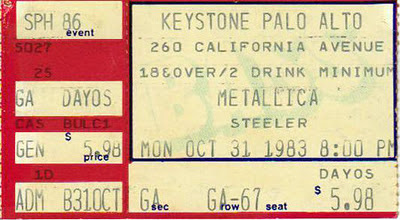 SPH 86
event
5027
25
GA DAYOS
CAS BULC1
GEN $ 5.98
price
1D
ADM B31OCT
KEYSTONE PALO ALTO
260 CALIFORNIA AVENUE
18&OVER/2 DRINK MINIMUM
METALLICA
STEELER
MON OCT 31 1983 8:00 PM
DAYOS
GA GA-67 $ 5.98
sec row seat